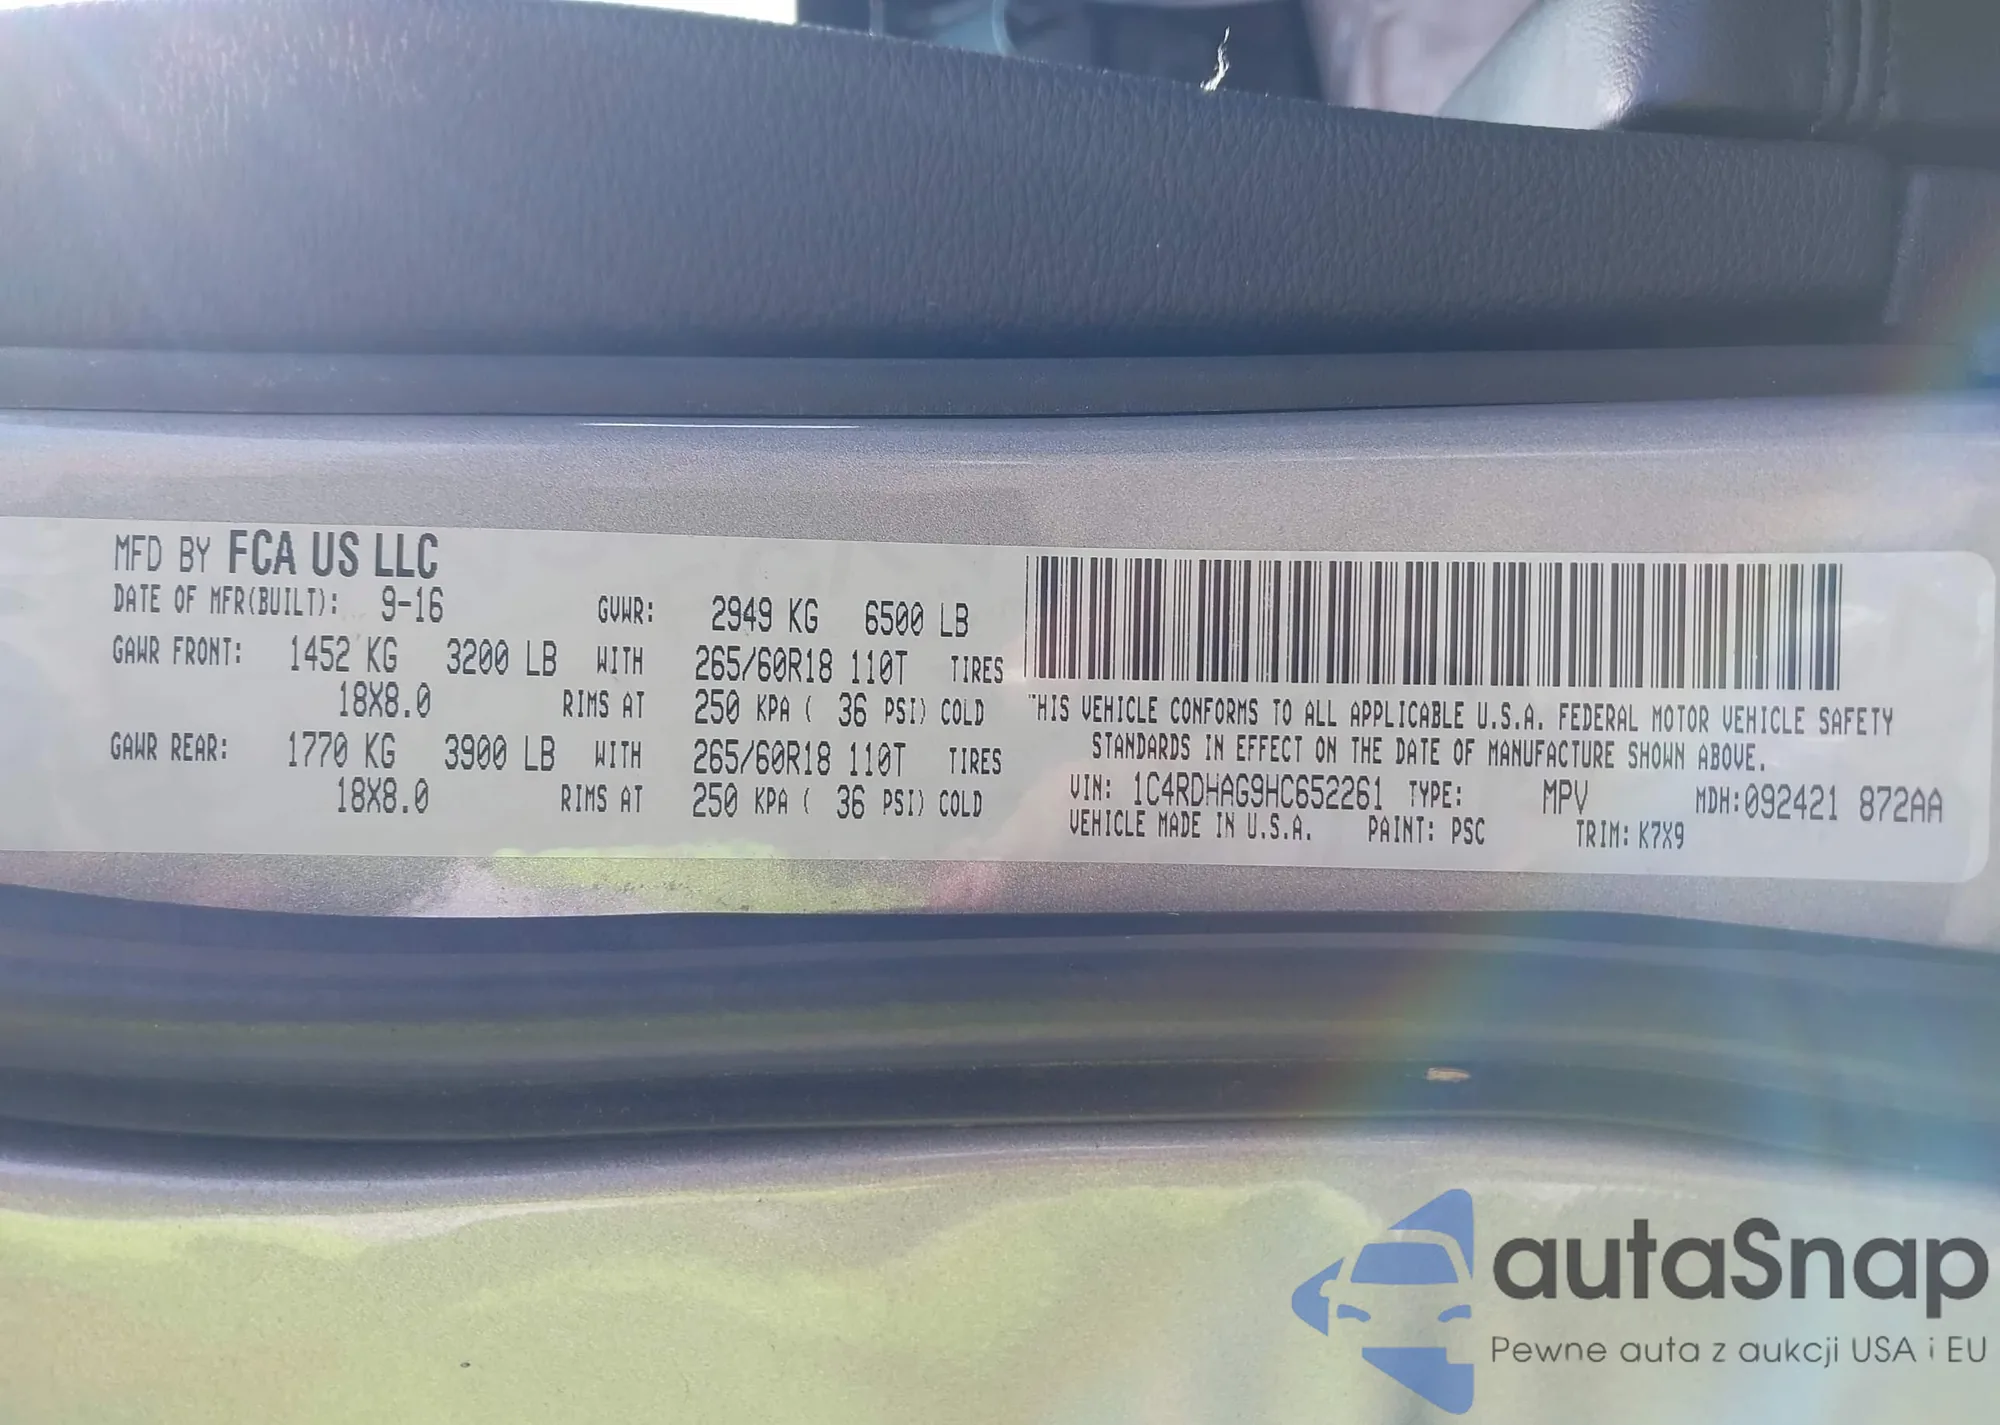 MFD BY FCA US LLC
DATE OF MFR(BUILT): 9-16 GVWR: 2949 KG 6500 LB
GAWR FRONT: 1452 KG 3200 LB WITH 265/60R18 110T TIRES
18X8.0 RIMS AT 250 KPA ( 36 PSI) COLD
GAWR REAR: 1770 KG 3900 LB WITH 265/60R18 110T TIRES
18X8.0 RIMS AT 250 KPA ( 36 PSI) COLD
THIS VEHICLE CONFORMS TO ALL APPLICABLE U.S.A. FEDERAL MOTOR VEHICLE SAFETY
STANDARDS IN EFFECT ON THE DATE OF MANUFACTURE SHOWN ABOVE.
VIN: 1C4RDHAG9HC652261 TYPE: MPV MDH:092421 872AA
VEHICLE MADE IN U.S.A. PAINT: PSC TRIM: K7X9
autaSnap
Pewne auta z aukcji USA i EU